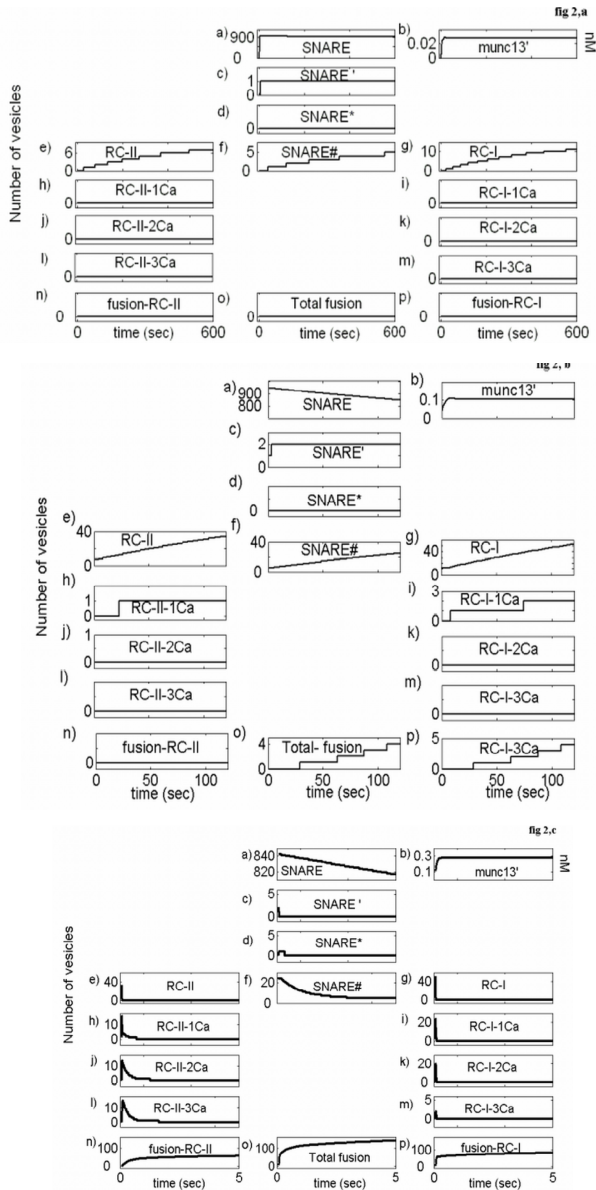 fig 2,a
a) 900 0 SNARE b) 0.02 0 munc13' nM
c) 1 0 SNARE '
d) 0 SNARE*
Number of vesicles
e) 6 0 RC-II f) 5 0 SNARE# g) 10 0 RC-I
h) 0 RC-II-1Ca i) 0 RC-I-1Ca
j) 0 RC-II-2Ca k) 0 RC-I-2Ca
l) 0 RC-II-3Ca m) 0 RC-I-3Ca
n) 0 fusion-RC-II o) 0 Total fusion p) 0 fusion-RC-I
0 time (sec) 600 0 time (sec) 600 0 time (sec) 600
fig 2, b
a) 900 800 SNARE b) 0.1 0 munc13'
c) 2 0 SNARE'
d) 0 SNARE*
Number of vesicles
e) 40 0 RC-II f) 40 0 SNARE# g) 40 0 RC-I
h) 1 0 RC-II-1Ca i) 3 0 RC-I-1Ca
j) 1 0 RC-II-2Ca k) 0 RC-I-2Ca
l) 0 RC-II-3Ca m) 0 RC-I-3Ca
n) 0 fusion-RC-II o) 4 0 Total- fusion p) 5 0 RC-I-3Ca
0 50 100 0 50 100 0 50 100
time (sec) time (sec) time (sec)
fig 2,c
a) 840 820 SNARE b) 0.3 0.1 munc13' nM
c) 5 0 SNARE '
d) 5 0 SNARE*
Number of vesicles
e) 40 0 RC-II f) 20 0 SNARE# g) 40 0 RC-I
h) 10 0 RC-II-1Ca i) 20 0 RC-I-1Ca
j) 10 0 RC-II-2Ca k) 20 0 RC-I-2Ca
l) 10 0 RC-II-3Ca m) 5 0 RC-I-3Ca
n) 100 0 fusion-RC-II o) 100 0 Total fusion p) 100 0 fusion-RC-I
0 time (sec) 5 0 time (sec) 5 0 time (sec) 5